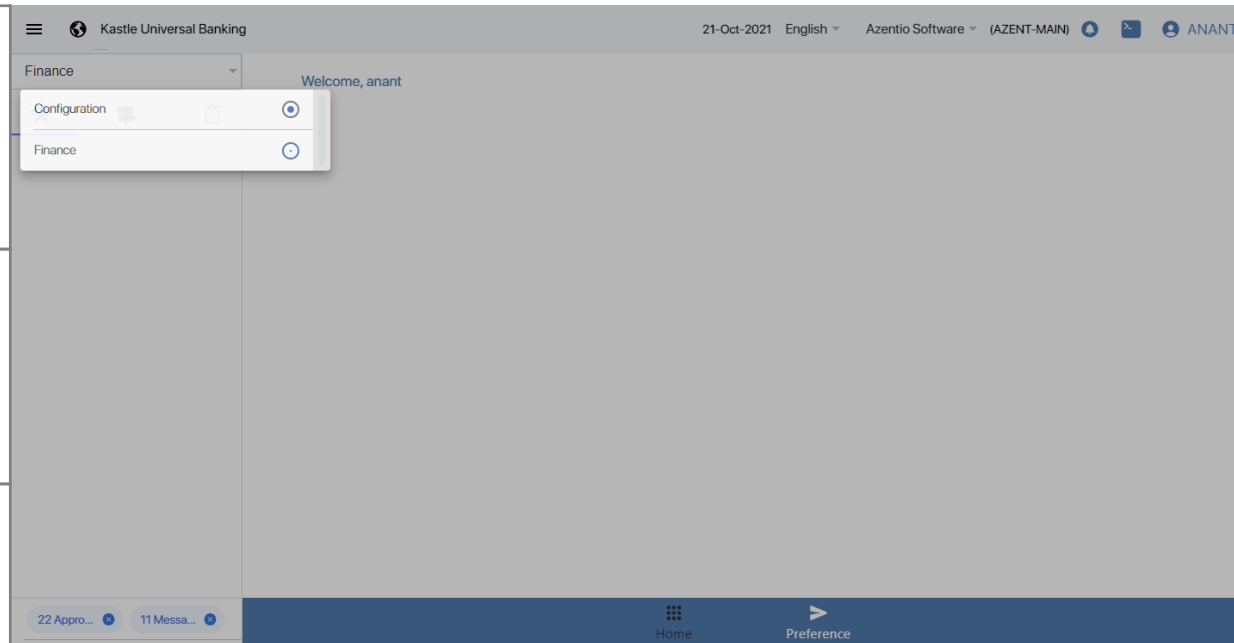 Kastle Universal Banking 21-Oct-2021 English Azentio Software (AZENT-MAIN) ANANT
Finance
Welcome, anant
Configuration
Finance
22 Appro... 11 Messa...
Home Preference